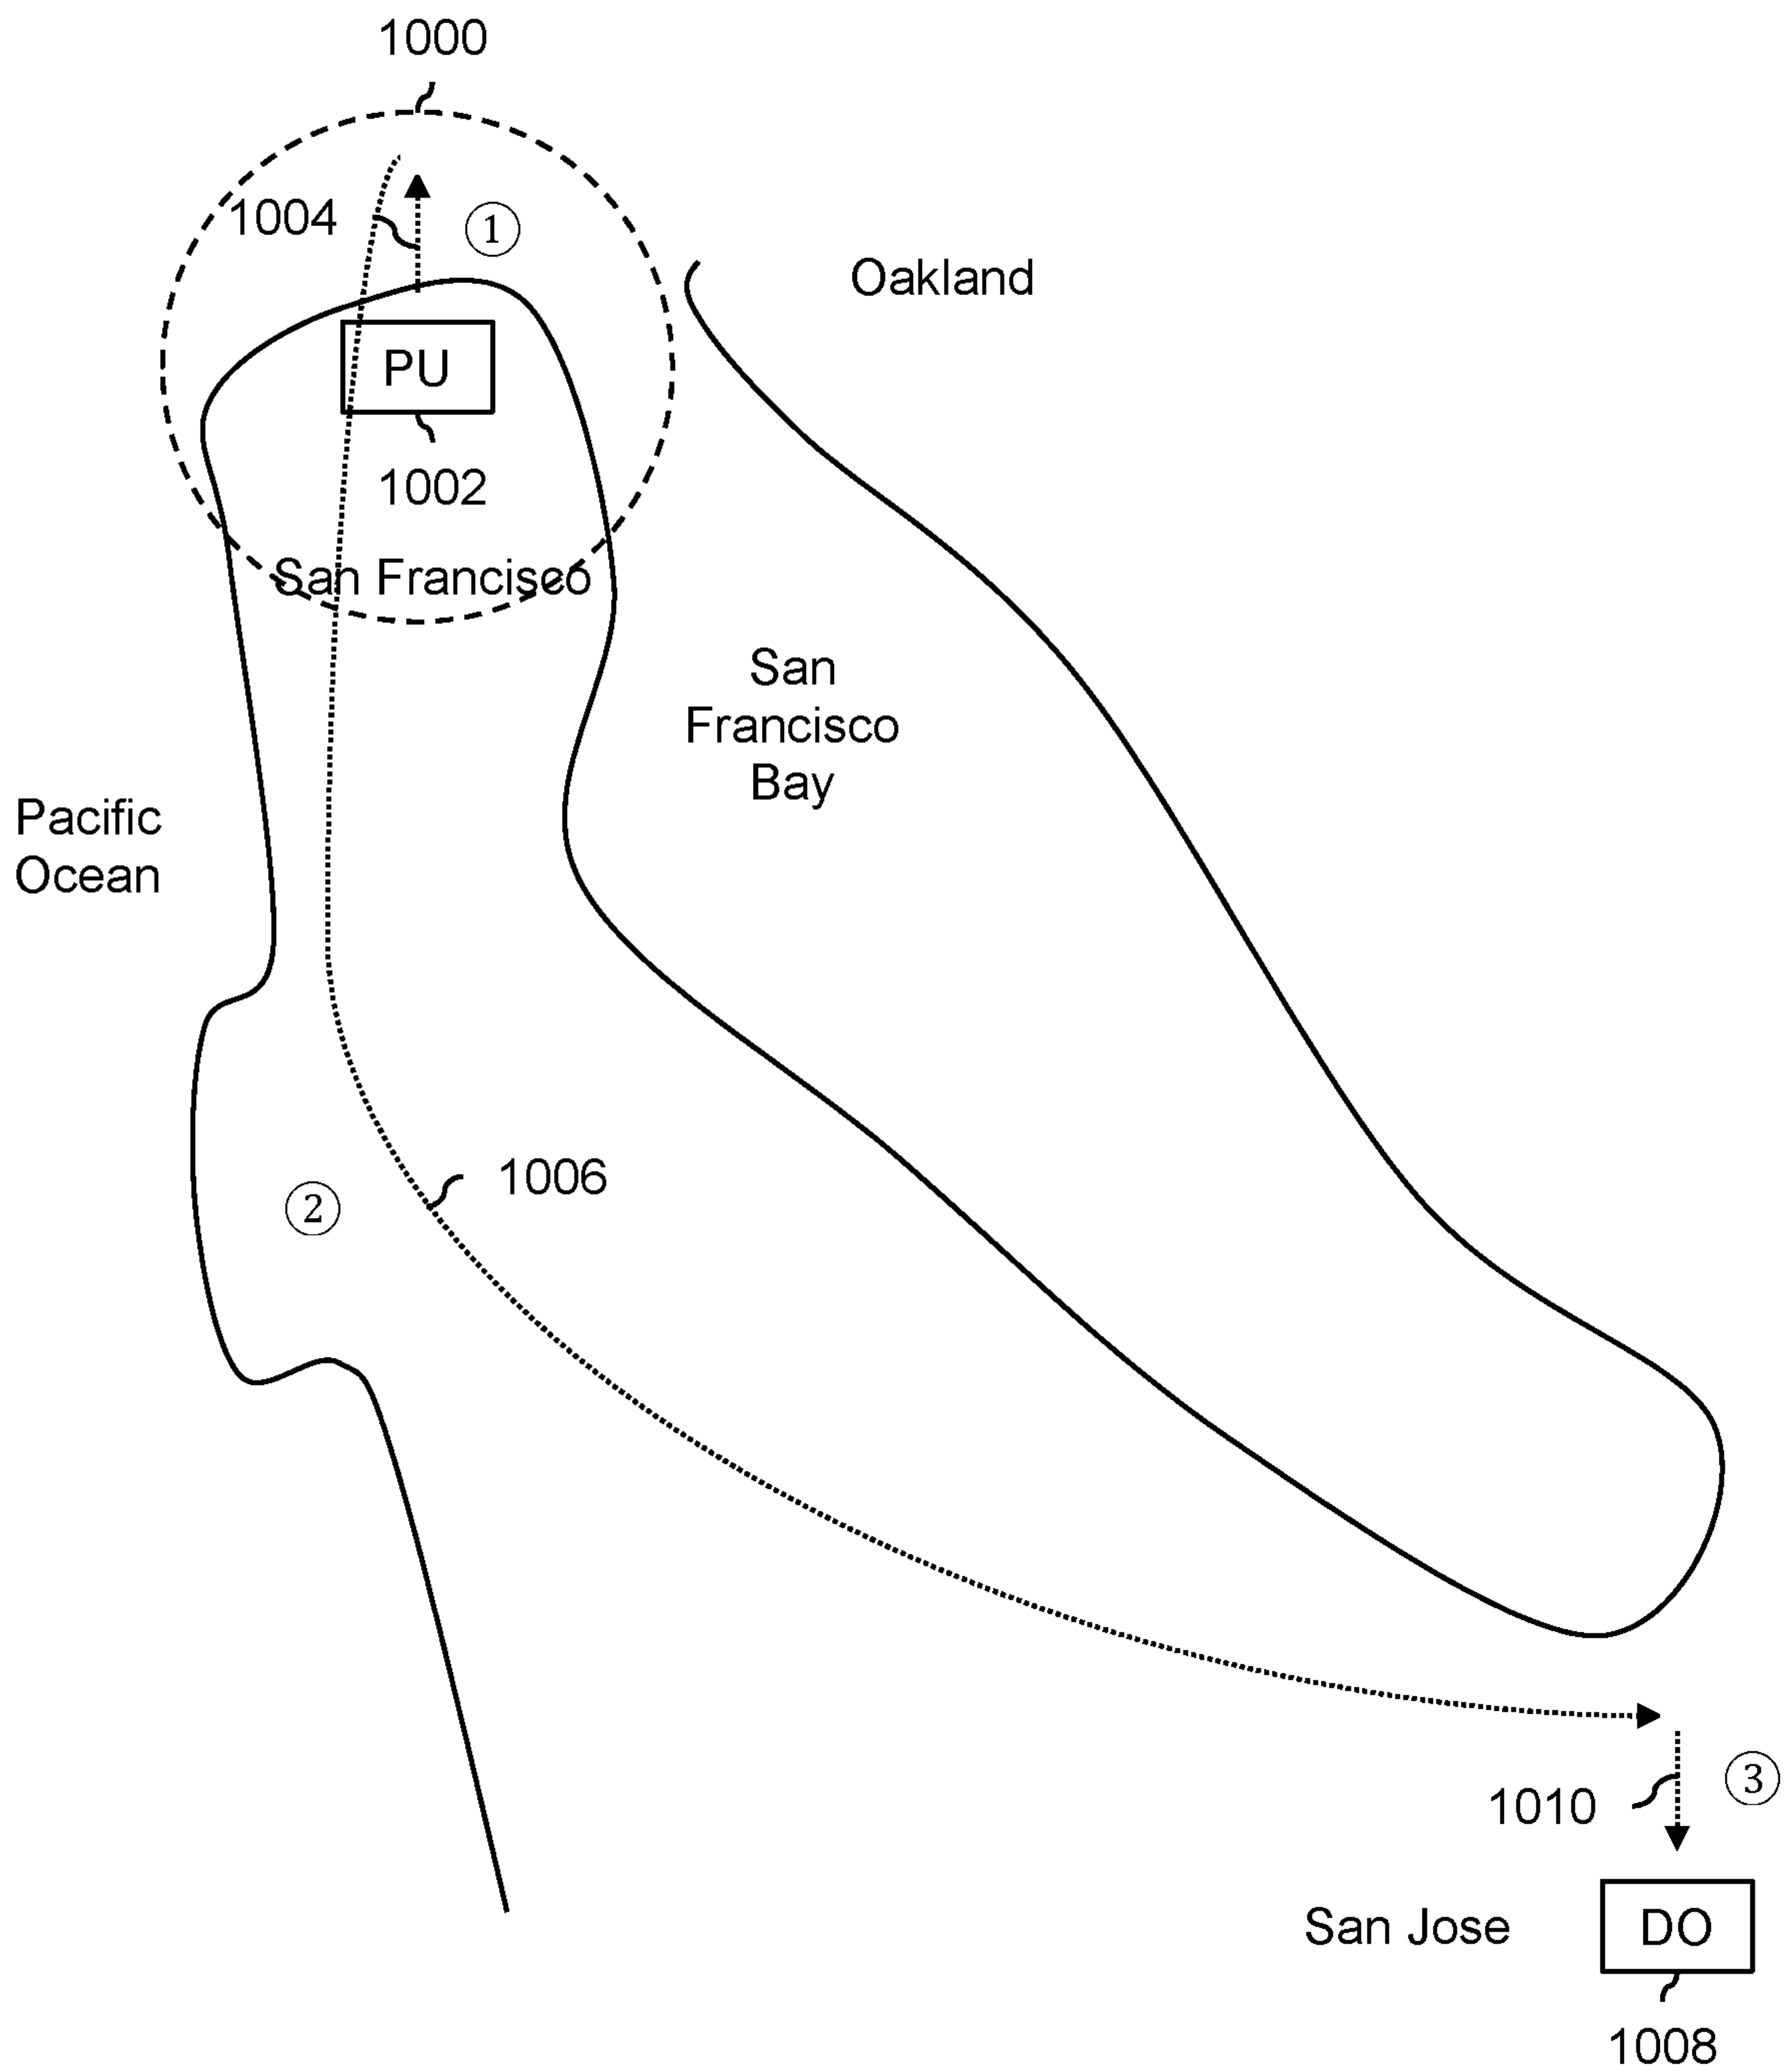 1000
1004
①
Oakland
PU
1002
San Francisco
San
Francisco
Bay
Pacific
Ocean
1006
②
③
1010
San Jose
DO
1008